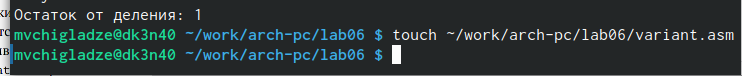 Остаток от деления: 1
mvchigladze@dk3n40 ~/work/arch-pc/lab06 $ touch ~/work/arch-pc/lab06/variant.asm
mvchigladze@dk3n40 ~/work/arch-pc/lab06 $